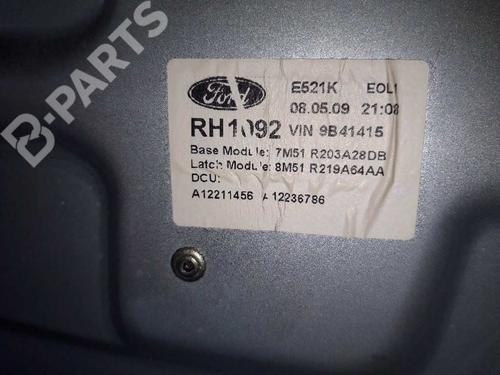 B-PARTS
Ford
E521K EOL1
08.05.09 21:08
RH1092 VIN 9B41415
Base Module: 7M51 R203A28DB
Latch Module: 8M51 R219A64AA
DCU:
A12211456 A12236786